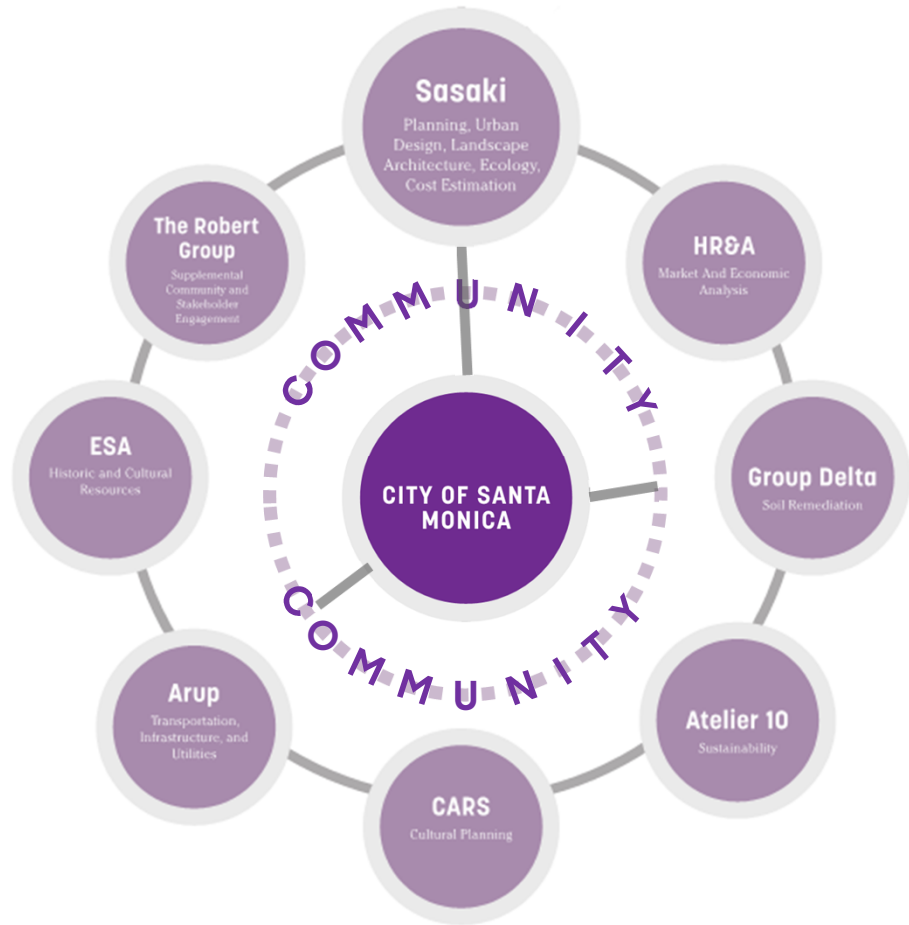 Sasaki
Planning, Urban
Design, Landscape
Architecture, Ecology,
Cost Estimation
The Robert
Group
Supplemental
Community and
Stakeholder
Engagement
HR&A
Market And Economic
Analysis
COMMUNITY
ESA
Historic and Cultural
Resources
CITY OF SANTA
MONICA
Group Delta
Soil Remediation
COMMUNITY
Arup
Transportation,
Infrastructure, and
Utilities
Atelier 10
Sustainability
CARS
Cultural Planning